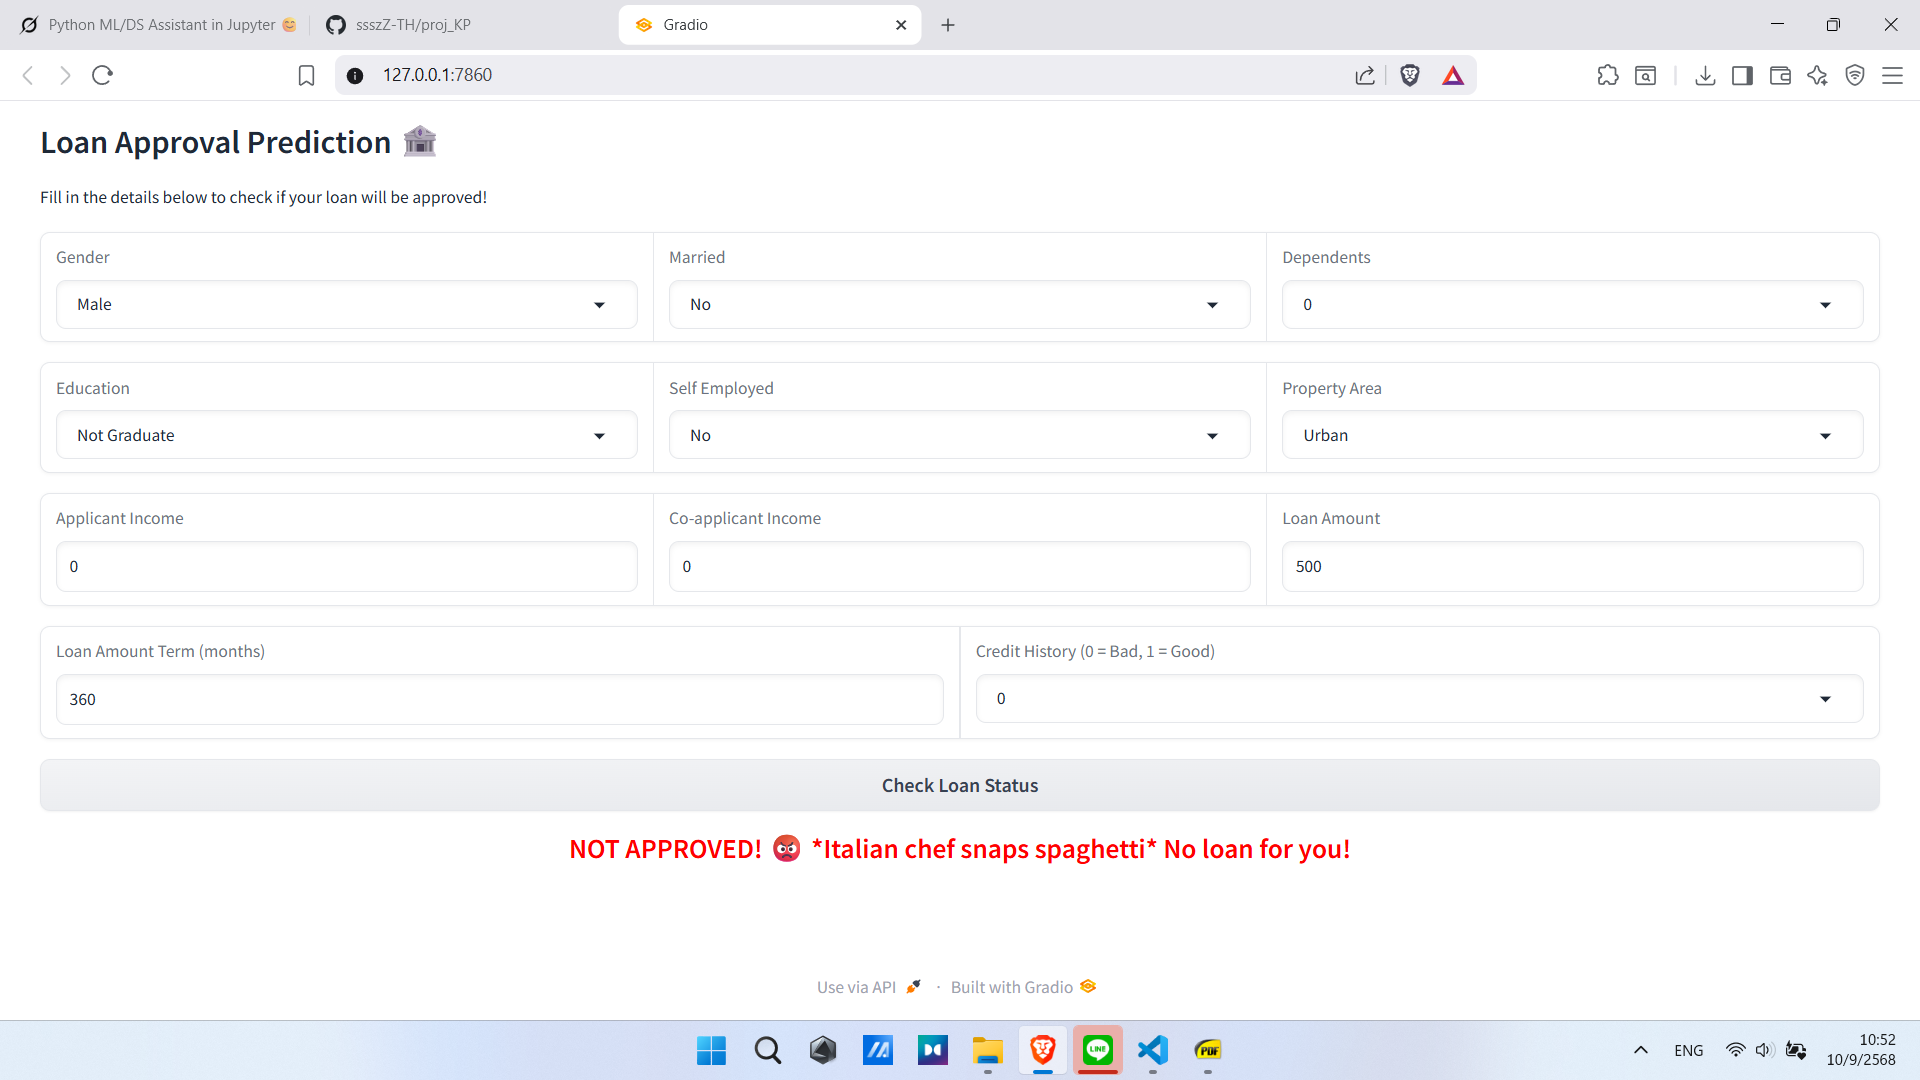 Python ML/DS Assistant in Jupyter 😊
ssszZ-TH/proj_KP
Gradio
127.0.0.1:7860
Loan Approval Prediction 🏦
Fill in the details below to check if your loan will be approved!
Gender
Married
Dependents
Male
No
0
Education
Self Employed
Property Area
Not Graduate
No
Urban
Applicant Income
Co-applicant Income
Loan Amount
0
0
500
Loan Amount Term (months)
Credit History (0 = Bad, 1 = Good)
360
0
Check Loan Status
NOT APPROVED! 😡 *Italian chef snaps spaghetti* No loan for you!
Use via API 🚀 · Built with Gradio
LINE
PDF
ENG
10:52
10/9/2568